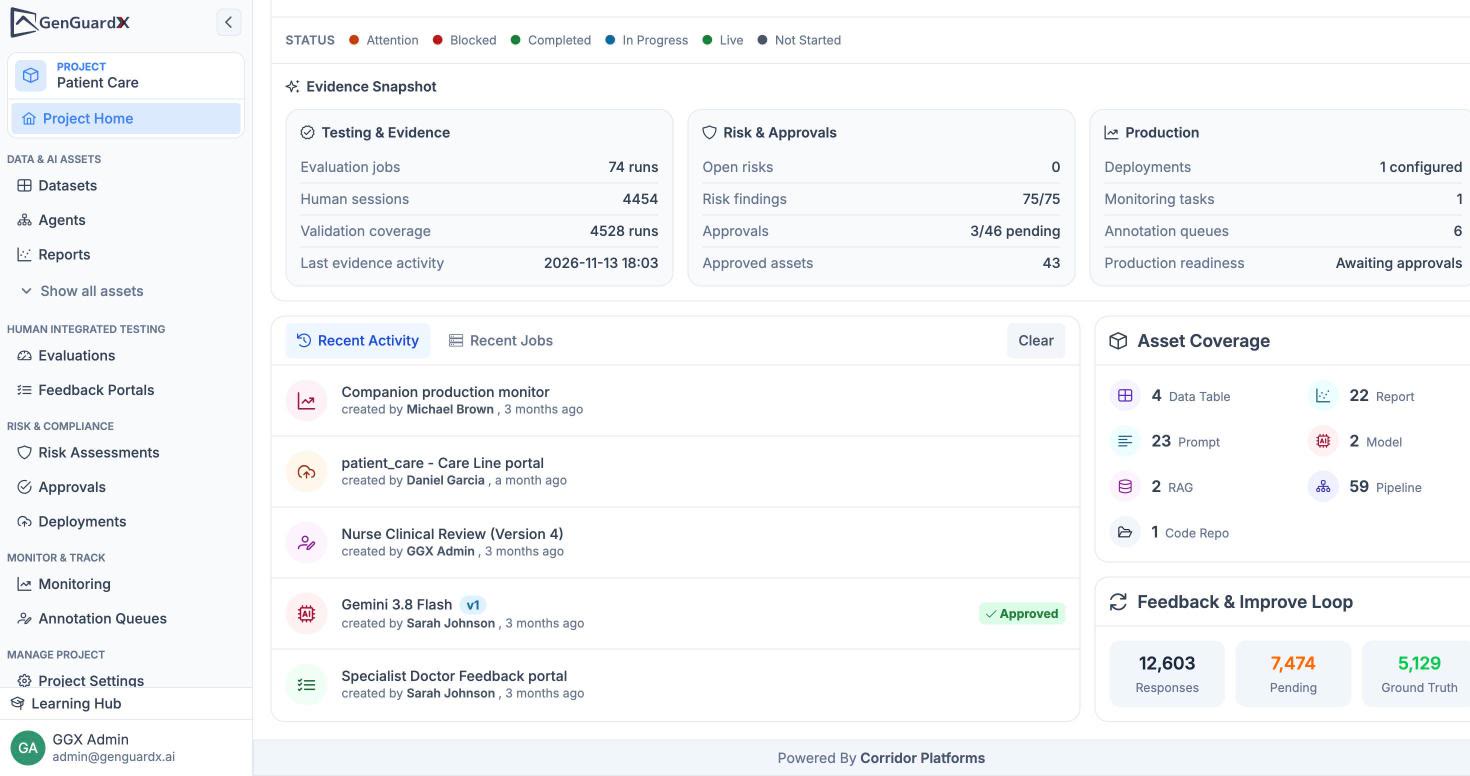 GenGuardX
PROJECT
Patient Care
Project Home
DATA & AI ASSETS
Datasets
Agents
Reports
Show all assets
HUMAN INTEGRATED TESTING
Evaluations
Feedback Portals
RISK & COMPLIANCE
Risk Assessments
Approvals
Deployments
MONITOR & TRACK
Monitoring
Annotation Queues
MANAGE PROJECT
Project Settings
Learning Hub
GA
GGX Admin
admin@genguardx.ai
STATUS Attention Blocked Completed In Progress Live Not Started
Evidence Snapshot
Testing & Evidence
Evaluation jobs 74 runs
Human sessions 4454
Validation coverage 4528 runs
Last evidence activity 2026-11-13 18:03
Risk & Approvals
Open risks 0
Risk findings 75/75
Approvals 3/46 pending
Approved assets 43
Production
Deployments 1 configured
Monitoring tasks 1
Annotation queues 6
Production readiness Awaiting approvals
Recent Activity Recent Jobs Clear
Companion production monitor
created by Michael Brown , 3 months ago
patient_care - Care Line portal
created by Daniel Garcia , a month ago
Nurse Clinical Review (Version 4)
created by GGX Admin , 3 months ago
AI
Gemini 3.8 Flash v1
created by Sarah Johnson , 3 months ago
Approved
Specialist Doctor Feedback portal
created by Sarah Johnson , 3 months ago
Asset Coverage
4 Data Table 22 Report
23 Prompt AI 2 Model
2 RAG 59 Pipeline
1 Code Repo
Feedback & Improve Loop
12,603 7,474 5,129
Responses Pending Ground Truth
Powered By Corridor Platforms